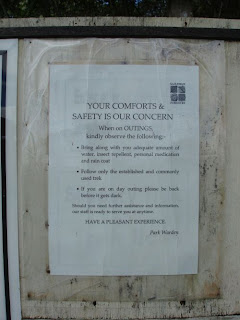 YOUR COMFORTS &
SAFETY IS OUR CONCERN
When on OUTINGS,
kindly observe the following:-
• Bring along with you adequate amount of
water, insect repellent, personal medication
and rain coat
• Follow only the established and commonly
used trek
• If you are on day outing please be back
before it gets dark.
Should you need further assistance and information,
our staff is ready to serve you at anytime.
HAVE A PLEASANT EXPERIENCE.
Park Warden